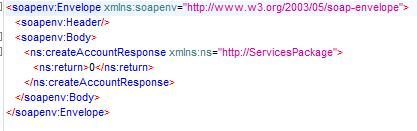 <soapenv:Envelope xmlns:soapenv="http://www.w3.org/2003/05/soap-envelope">
<soapenv:Header/>
<soapenv:Body>
<ns:createAccountResponse xmlns:ns="http://ServicesPackage">
<ns:return>0</ns:return>
</ns:createAccountResponse>
</soapenv:Body>
</soapenv:Envelope>